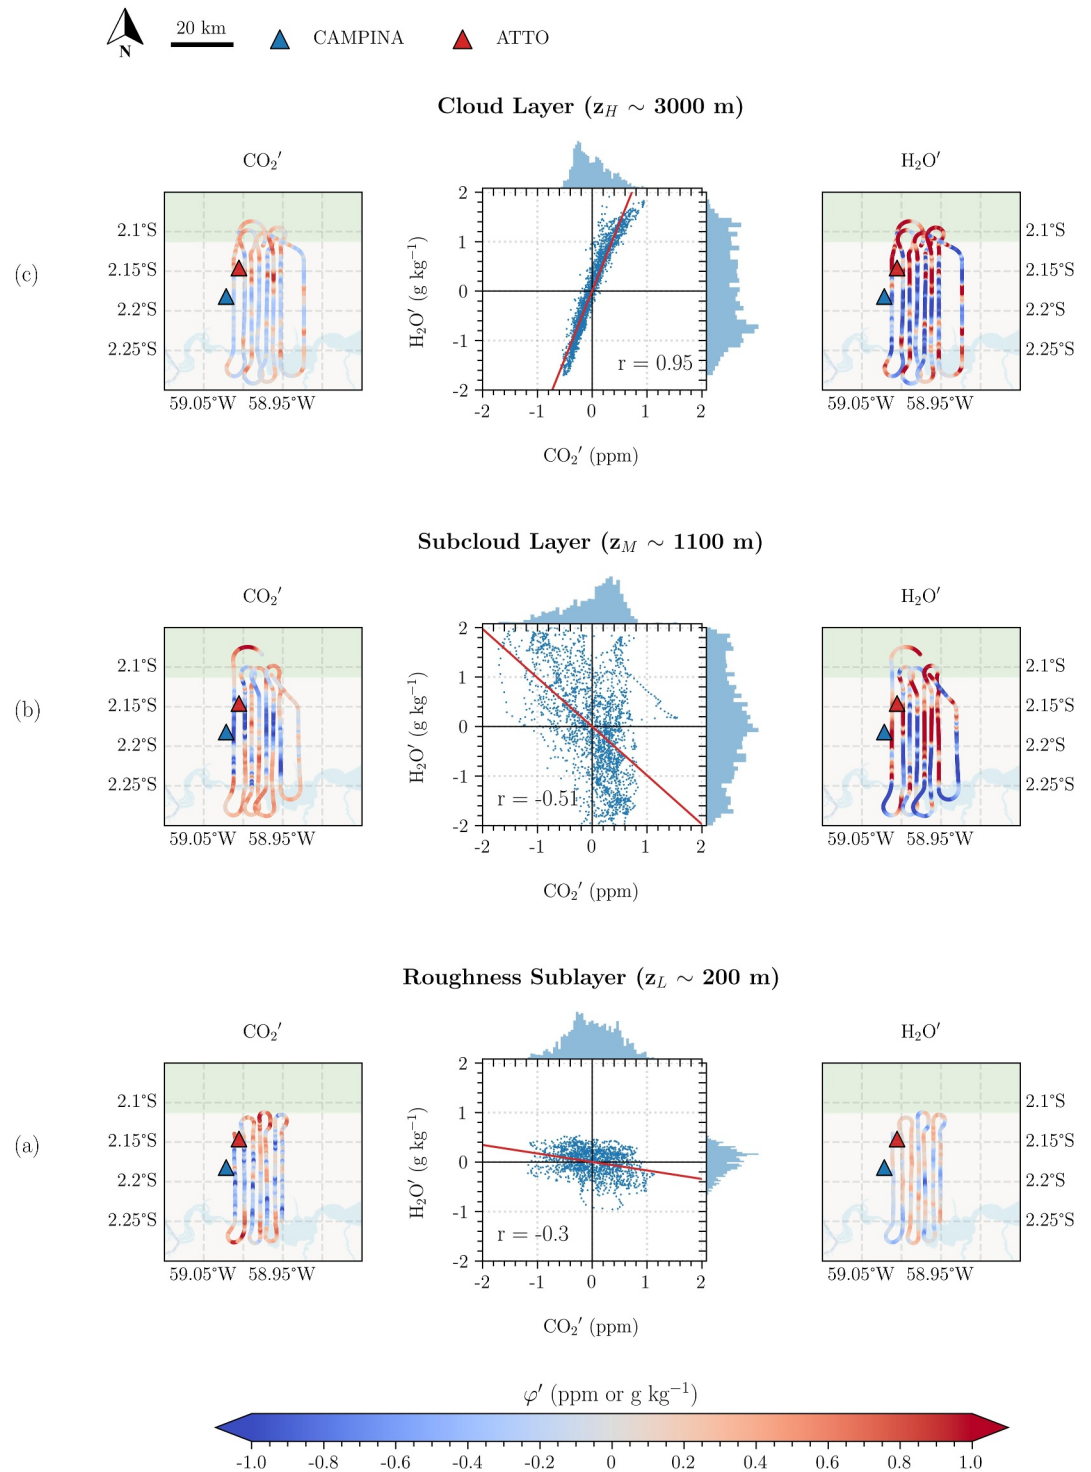 N 20 km CAMPINA ATTO
Cloud Layer (z_H ∼ 3000 m)
CO₂′ H₂O′
(c)
2.1°S
2.15°S
2.2°S
2.25°S
59.05°W 58.95°W
H₂O′ (g kg⁻¹)
2
1
0
-1
-2
r = 0.95
-2 -1 0 1 2
CO₂′ (ppm)
2.1°S
2.15°S
2.2°S
2.25°S
59.05°W 58.95°W
Subcloud Layer (z_M ∼ 1100 m)
CO₂′ H₂O′
(b)
2.1°S
2.15°S
2.2°S
2.25°S
59.05°W 58.95°W
H₂O′ (g kg⁻¹)
2
1
0
-1
-2
r = -0.51
-2 -1 0 1 2
CO₂′ (ppm)
2.1°S
2.15°S
2.2°S
2.25°S
59.05°W 58.95°W
Roughness Sublayer (z_L ∼ 200 m)
CO₂′ H₂O′
(a)
2.1°S
2.15°S
2.2°S
2.25°S
59.05°W 58.95°W
H₂O′ (g kg⁻¹)
2
1
0
-1
-2
r = -0.3
-2 -1 0 1 2
CO₂′ (ppm)
2.1°S
2.15°S
2.2°S
2.25°S
59.05°W 58.95°W
φ′ (ppm or g kg⁻¹)
-1.0 -0.8 -0.6 -0.4 -0.2 0 0.2 0.4 0.6 0.8 1.0